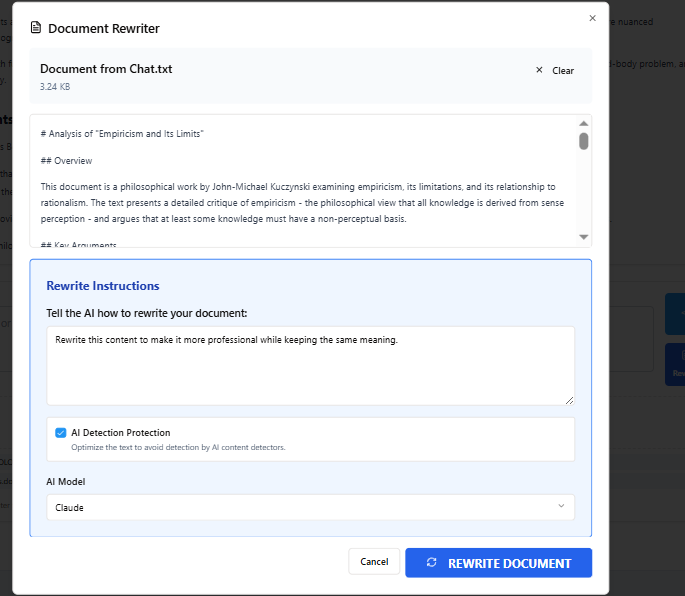 Document Rewriter
Document from Chat.txt
Clear
3.24 KB
# Analysis of "Empiricism and Its Limits"
## Overview
This document is a philosophical work by John-Michael Kuczynski examining empiricism, its limitations, and its relationship to
rationalism. The text presents a detailed critique of empiricism - the philosophical view that all knowledge is derived from sense
perception - and argues that at least some knowledge must have a non-perceptual basis.
## Key Arguments
Rewrite Instructions
Tell the AI how to rewrite your document:
Rewrite this content to make it more professional while keeping the same meaning.
AI Detection Protection
Optimize the text to avoid detection by AI content detectors.
AI Model
Claude
Cancel
REWRITE DOCUMENT
nuanced
-body problem,